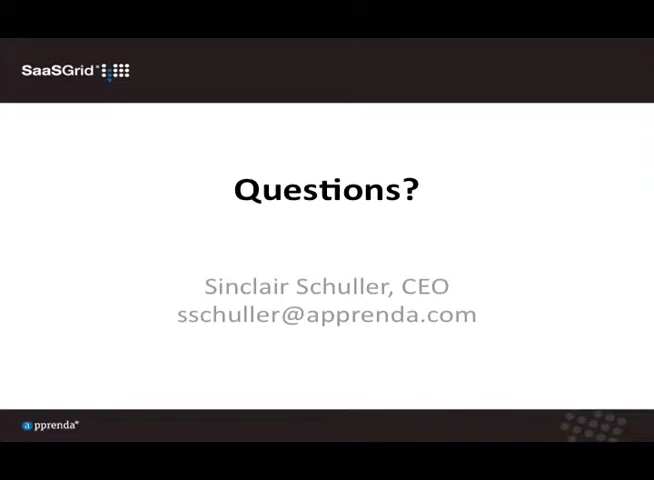 SaaSGrid
Questions?
Sinclair Schuller, CEO
sschuller@apprenda.com
apprenda